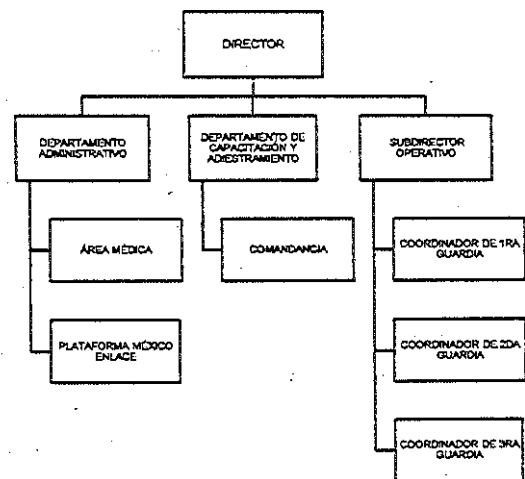 DIRECTOR
DEPARTAMENTO
ADMINISTRATIVO
DEPARTAMENTO DE
CAPACITACIÓN Y
ADIESTRAMIENTO
SUBDIRECTOR
OPERATIVO
ÁREA MÉDICA
COMANDANCIA
COORDINADOR DE 1RA
GUARDIA
PLATAFORMA MÉXICO
ENLACE
COORDINADOR DE 2DA
GUARDIA
COORDINADOR DE 3RA
GUARDIA